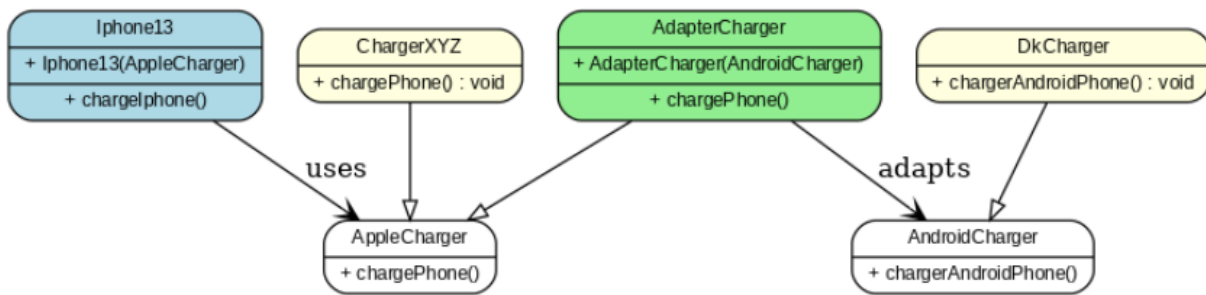 Iphone13
+ Iphone13(AppleCharger)
+ chargeIphone()
ChargerXYZ
+ chargePhone() : void
AdapterCharger
+ AdapterCharger(AndroidCharger)
+ chargePhone()
DkCharger
+ chargerAndroidPhone() : void
uses
adapts
AppleCharger
+ chargePhone()
AndroidCharger
+ chargerAndroidPhone()